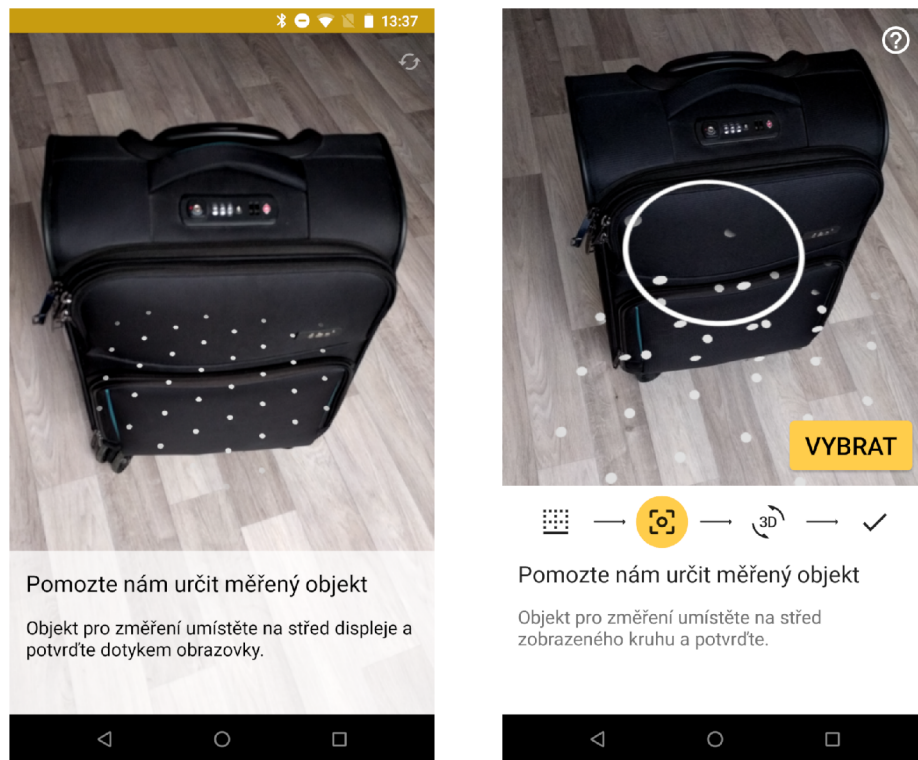 13:37
Pomozte nám určit měřený objekt
Objekt pro změření umístěte na střed displeje a
potvrďte dotykem obrazovky.
VYBRAT
3D
Pomozte nám určit měřený objekt
Objekt pro změření umístěte na střed
zobrazeného kruhu a potvrďte.